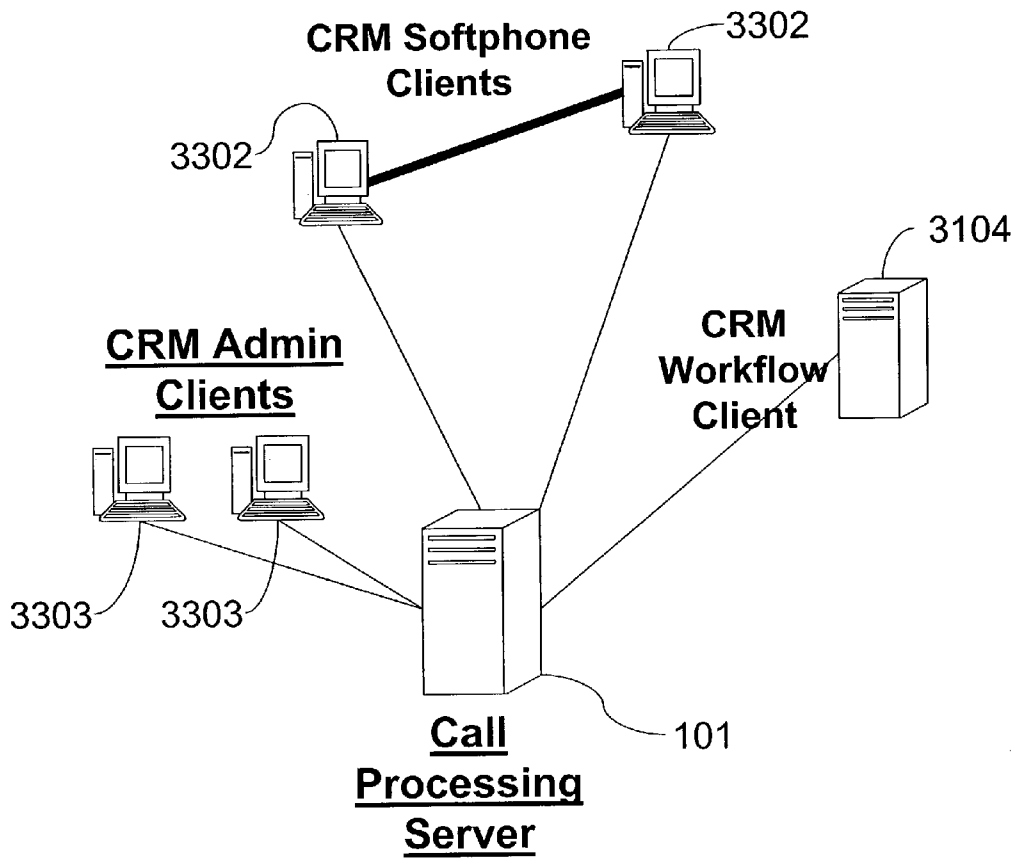 3302
CRM Softphone
Clients
3302
3104
CRM
Workflow
Client
CRM Admin
Clients
3303
3303
101
Call
Processing
Server